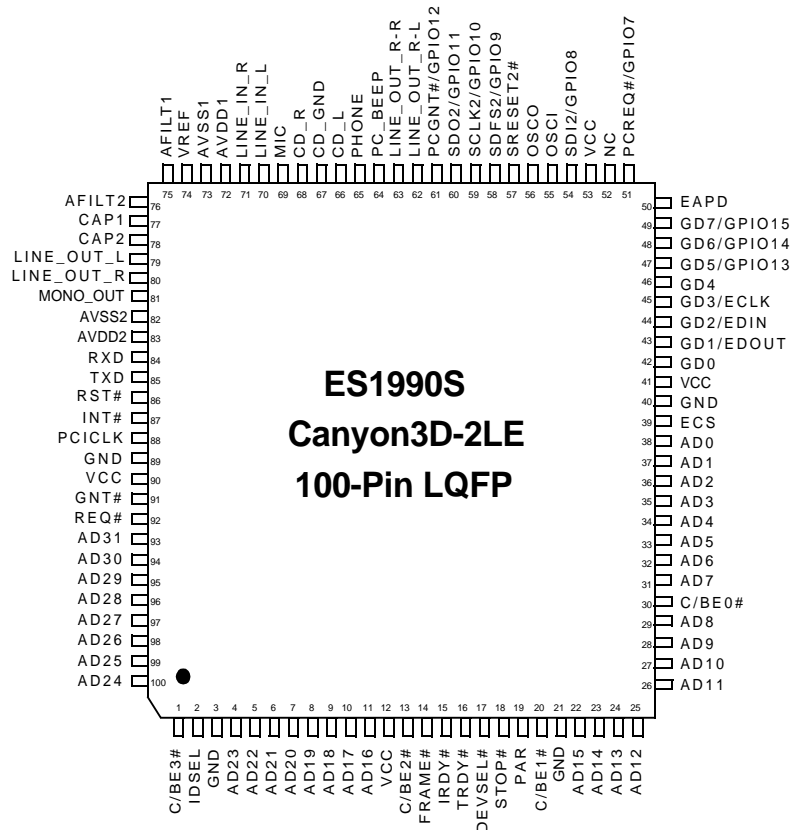 AFILT1
VREF
AVSS1
AVDD1
LINE_IN_R
LINE_IN_L
MIC
CD_R
CD_GND
CD_L
PHONE
PC_BEEP
LINE_OUT_R-R
LINE_OUT_R-L
PCGNT#/GPIO12
SDO2/GPIO11
SCLK2/GPIO10
SDFS2/GPIO9
SRESET2#
OSCO
OSCI
SDI2/GPIO8
VCC
NC
PCREQ#/GPIO7
75 74 73 72 71 70 69 68 67 66 65 64 63 62 61 60 59 58 57 56 55 54 53 52 51
AFILT2 76
CAP1 77
CAP2 78
LINE_OUT_L 79
LINE_OUT_R 80
MONO_OUT 81
AVSS2 82
AVDD2 83
RXD 84
TXD 85
RST# 86
INT# 87
PCICLK 88
GND 89
VCC 90
GNT# 91
REQ# 92
AD31 93
AD30 94
AD29 95
AD28 96
AD27 97
AD26 98
AD25 99
AD24 100
ES1990S
Canyon3D-2LE
100-Pin LQFP
50 EAPD
49 GD7/GPIO15
48 GD6/GPIO14
47 GD5/GPIO13
46 GD4
45 GD3/ECLK
44 GD2/EDIN
43 GD1/EDOUT
42 GD0
41 VCC
40 GND
39 ECS
38 AD0
37 AD1
36 AD2
35 AD3
34 AD4
33 AD5
32 AD6
31 AD7
30 C/BE0#
29 AD8
28 AD9
27 AD10
26 AD11
1 2 3 4 5 6 7 8 9 10 11 12 13 14 15 16 17 18 19 20 21 22 23 24 25
C/BE3#
IDSEL
GND
AD23
AD22
AD21
AD20
AD19
AD18
AD17
AD16
VCC
C/BE2#
FRAME#
IRDY#
TRDY#
DEVSEL#
STOP#
PAR
C/BE1#
GND
AD15
AD14
AD13
AD12